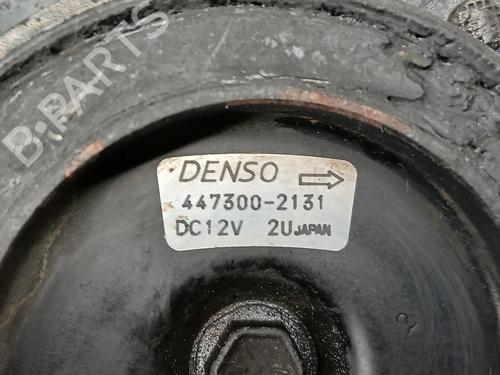 B-PARTS
DENSO
447300-2131
DC12V 2U JAPAN